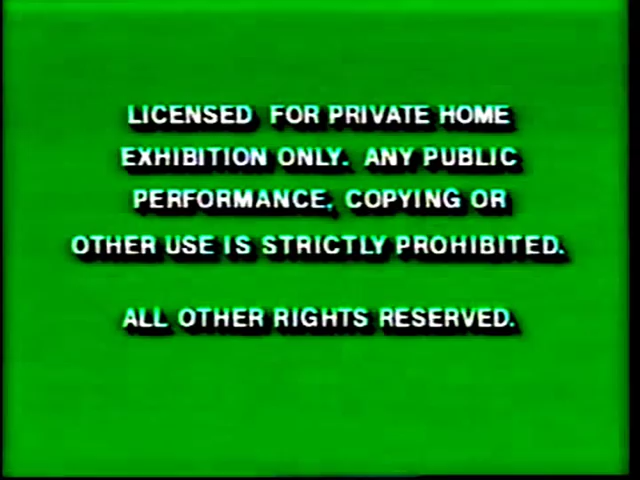 LICENSED FOR PRIVATE HOME
EXHIBITION ONLY. ANY PUBLIC
PERFORMANCE, COPYING OR
OTHER USE IS STRICTLY PROHIBITED.
ALL OTHER RIGHTS RESERVED.